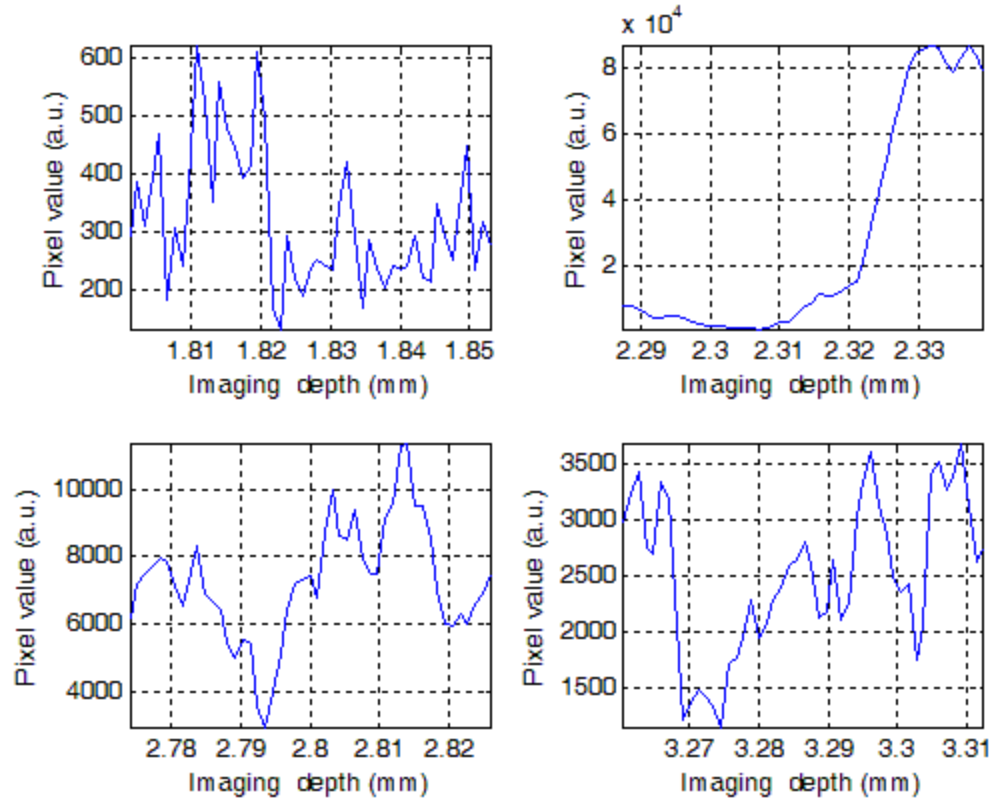 600
500
400
300
200
Pixel value (a.u.)
1.81 1.82 1.83 1.84 1.85
Imaging depth (mm)
x 10^4
8
6
4
2
Pixel value (a.u.)
2.29 2.3 2.31 2.32 2.33
Imaging depth (mm)
10000
8000
6000
4000
Pixel value (a.u.)
2.78 2.79 2.8 2.81 2.82
Imaging depth (mm)
3500
3000
2500
2000
1500
Pixel value (a.u.)
3.27 3.28 3.29 3.3 3.31
Imaging depth (mm)